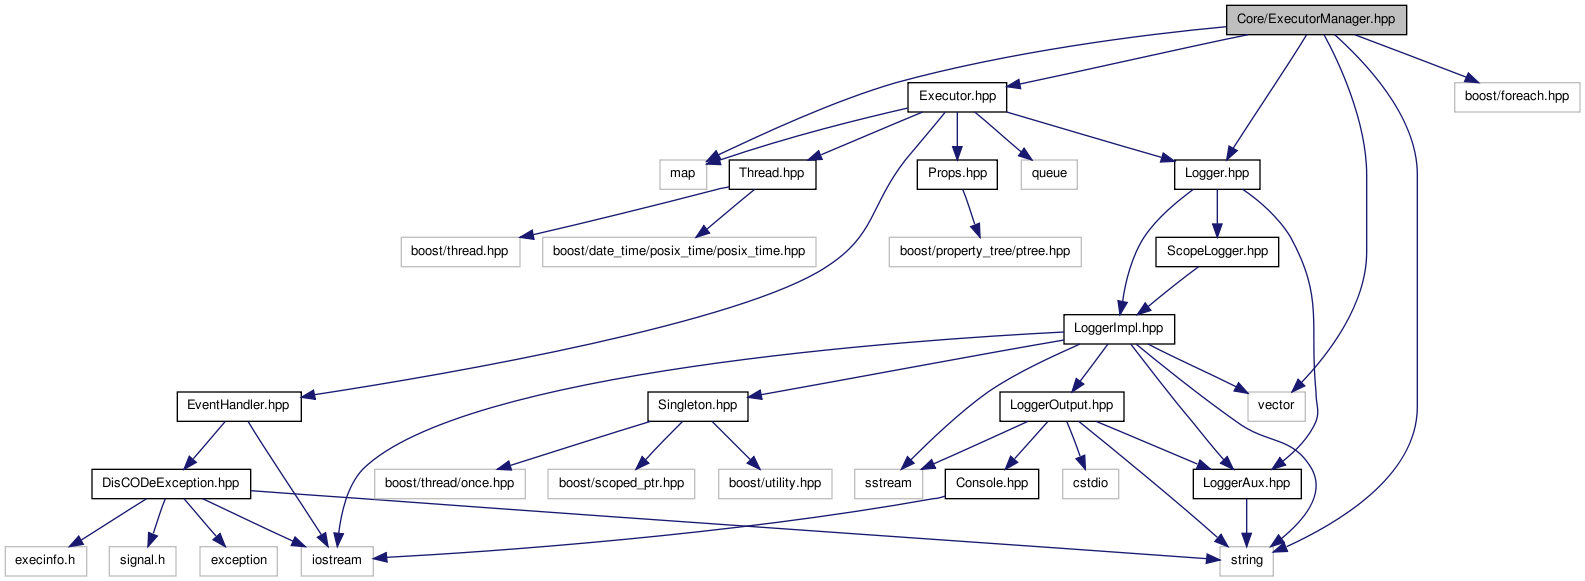 Core/ExecutorManager.hpp
Executor.hpp
boost/foreach.hpp
map
Thread.hpp
Props.hpp
queue
Logger.hpp
boost/thread.hpp
boost/date_time/posix_time/posix_time.hpp
boost/property_tree/ptree.hpp
ScopeLogger.hpp
LoggerImpl.hpp
EventHandler.hpp
Singleton.hpp
LoggerOutput.hpp
vector
DisCODeException.hpp
boost/thread/once.hpp
boost/scoped_ptr.hpp
boost/utility.hpp
sstream
Console.hpp
cstdio
LoggerAux.hpp
execinfo.h
signal.h
exception
iostream
string